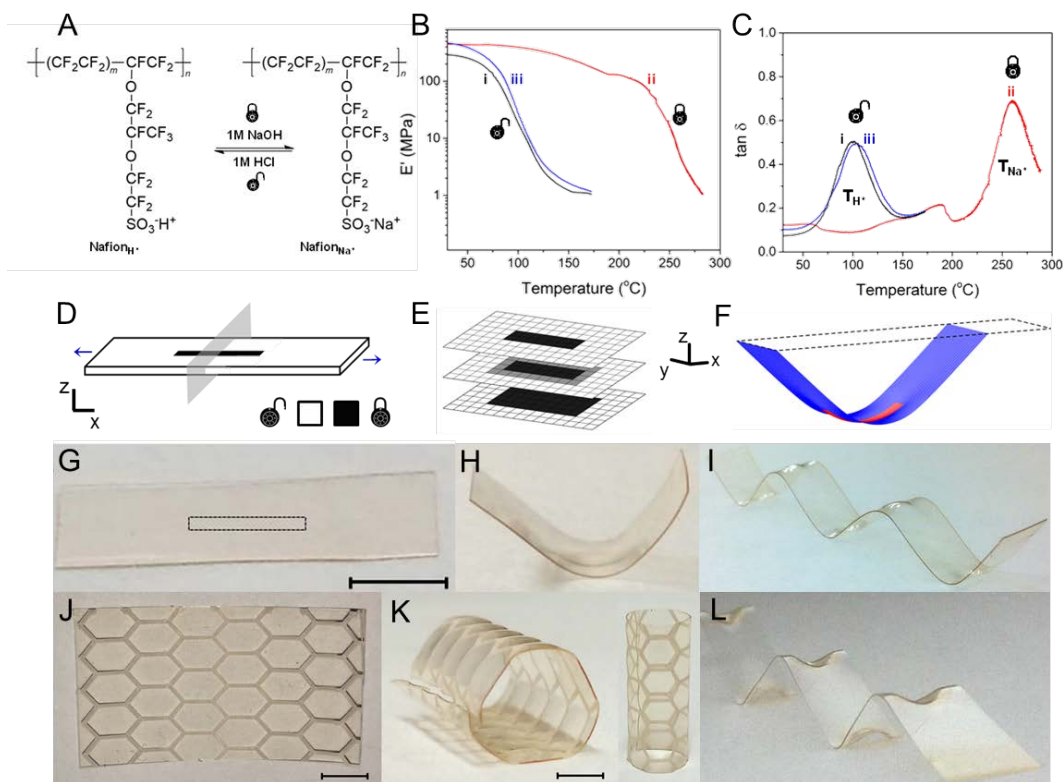 A
-(CF₂CF₂)m-CFCF₂-n
O
CF₂
CFCF₃
O
CF₂
CF₂
SO₃⁻H⁺
NafionH⁺
1M NaOH
1M HCl
-(CF₂CF₂)m-CFCF₂-n
O
CF₂
CFCF₃
O
CF₂
CF₂
SO₃⁻Na⁺
NafionNa⁺
B
E' (MPa)
100
10
1
i
iii
ii
50 100 150 200 250 300
Temperature (°C)
C
tan δ
1.0
0.8
0.6
0.4
0.2
0.0
i
iii
ii
TH⁺
TNa⁺
50 100 150 200 250 300
Temperature (°C)
D
z
x
E
z
y
x
F
G
H
I
J
K
L